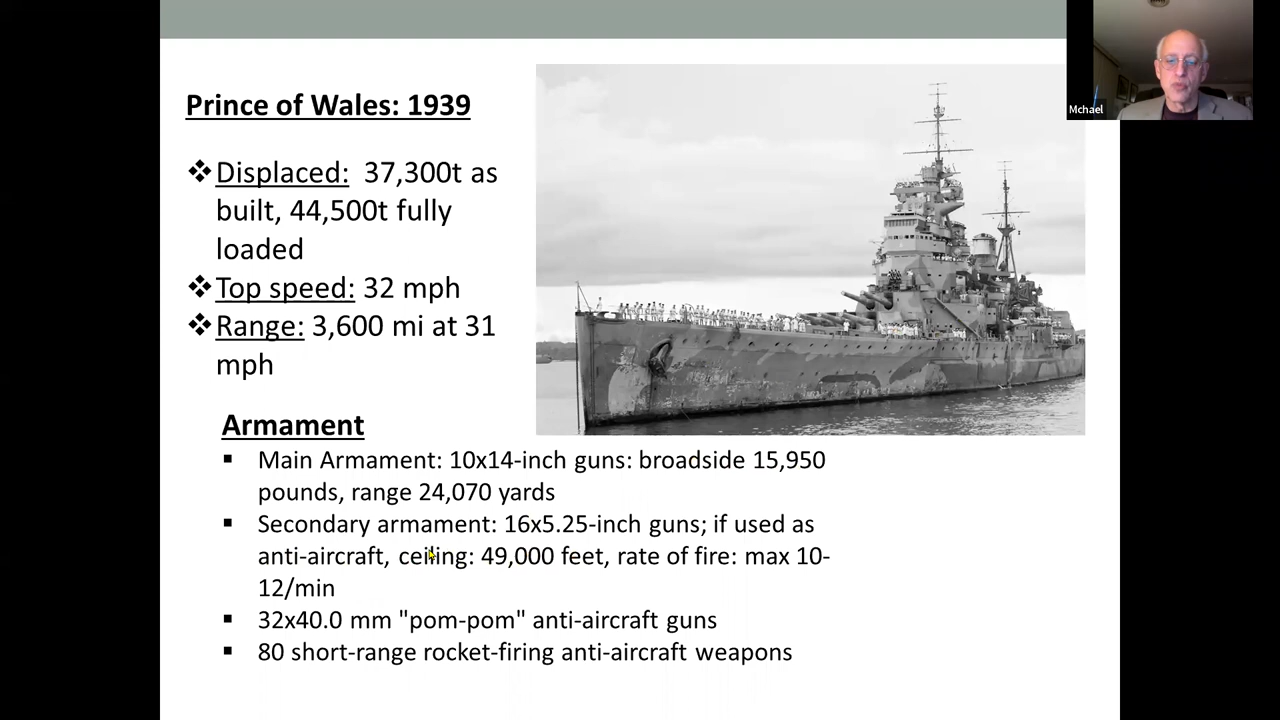 Prince of Wales: 1939
❖Displaced: 37,300t as
built, 44,500t fully
loaded
❖Top speed: 32 mph
❖Range: 3,600 mi at 31
mph
Armament
▪ Main Armament: 10x14-inch guns: broadside 15,950
pounds, range 24,070 yards
▪ Secondary armament: 16x5.25-inch guns; if used as
anti-aircraft, ceiling: 49,000 feet, rate of fire: max 10-
12/min
▪ 32x40.0 mm "pom-pom" anti-aircraft guns
▪ 80 short-range rocket-firing anti-aircraft weapons
Mchael